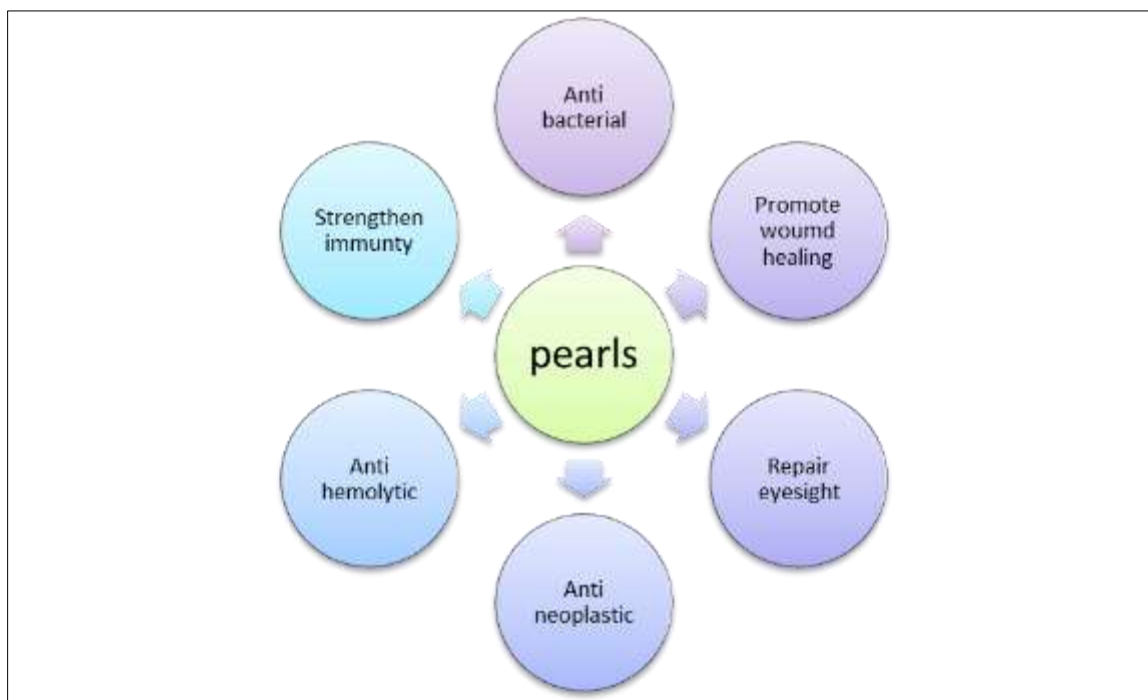 Anti
bacterial
Promote
woumd
healing
Repair
eyesight
Anti
neoplastic
Anti
hemolytic
Strengthen
immunty
pearls